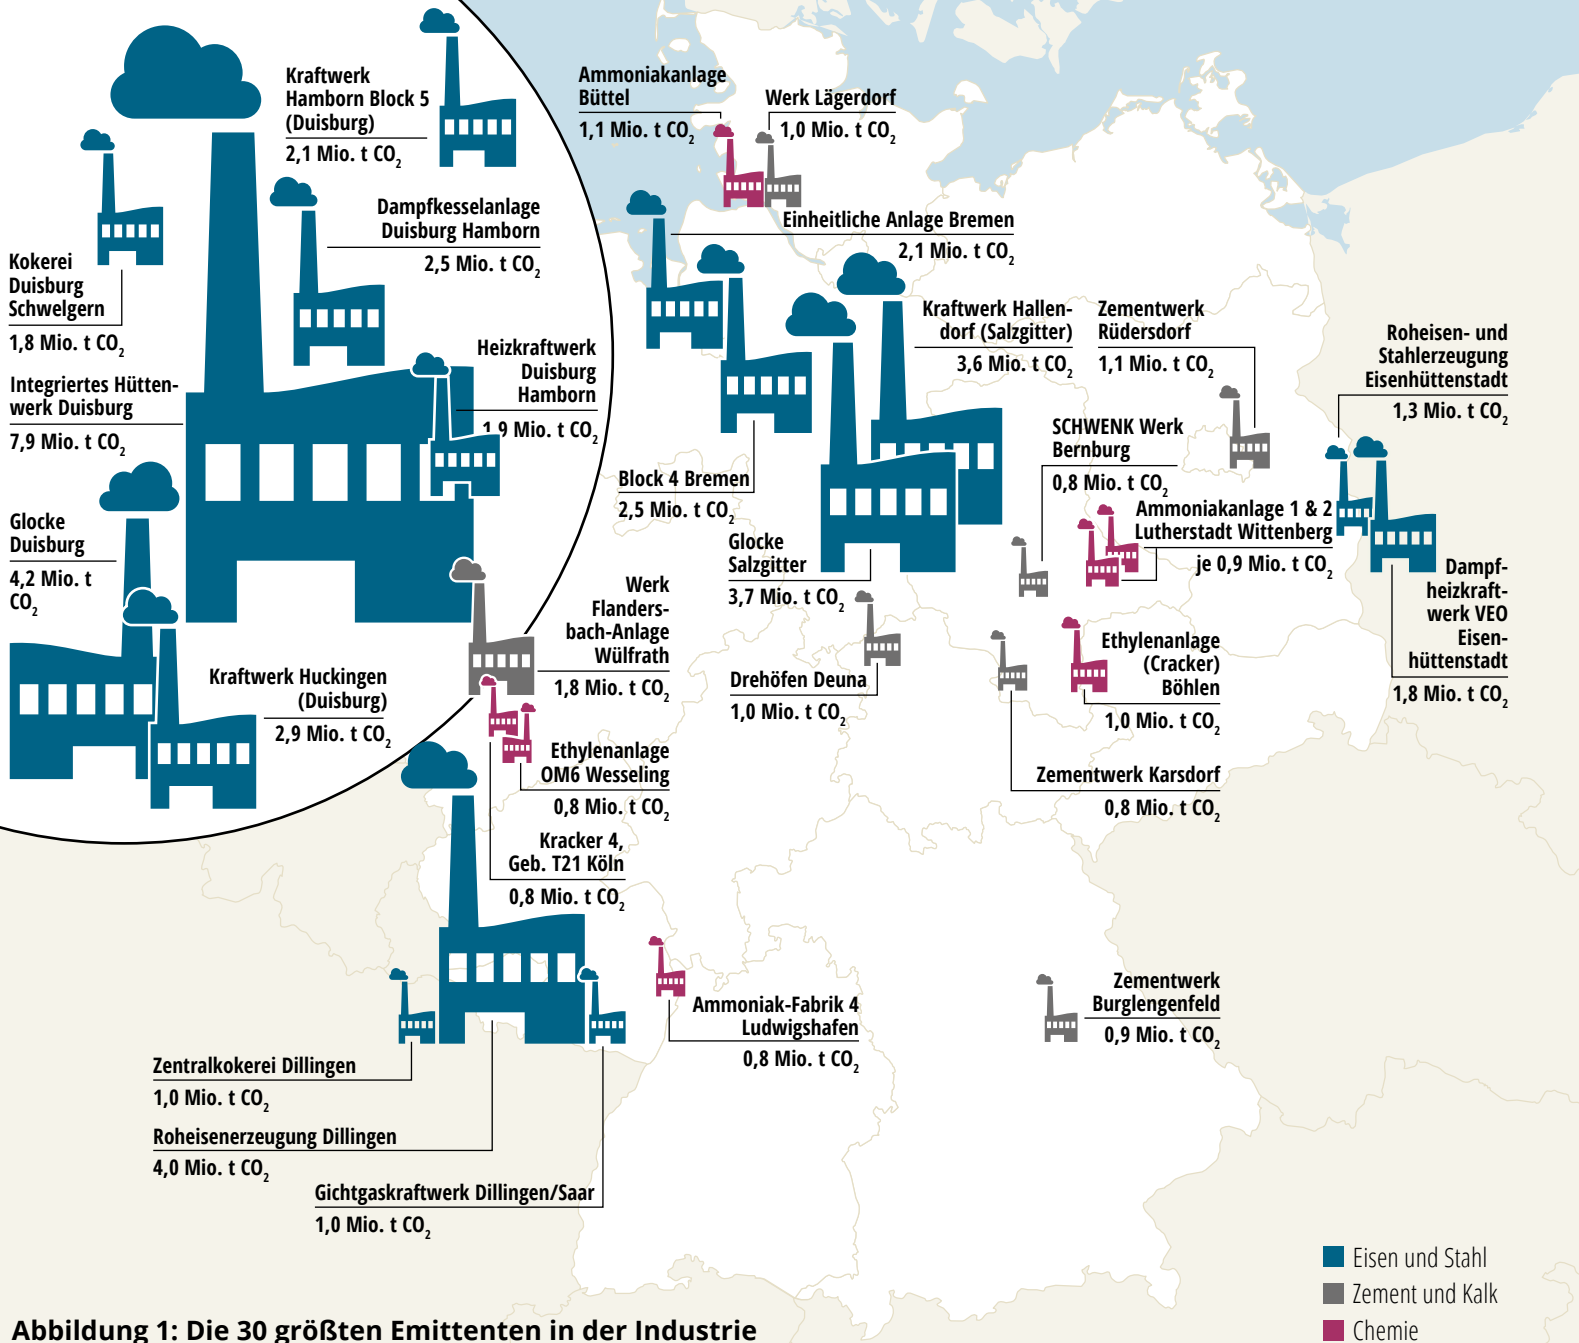 Kraftwerk
Hamborn Block 5
(Duisburg)
2,1 Mio. t CO₂
Dampfkesselanlage
Duisburg Hamborn
2,5 Mio. t CO₂
Kokerei
Duisburg
Schwelgern
1,8 Mio. t CO₂
Integriertes Hütten-
werk Duisburg
7,9 Mio. t CO₂
Heizkraftwerk
Duisburg
Hamborn
1,9 Mio. t CO₂
Glocke
Duisburg
4,2 Mio. t
CO₂
Kraftwerk Huckingen
(Duisburg)
2,9 Mio. t CO₂
Ammoniakanlage
Büttel
1,1 Mio. t CO₂
Werk Lägerdorf
1,0 Mio. t CO₂
Einheitliche Anlage Bremen
2,1 Mio. t CO₂
Kraftwerk Hallen-
dorf (Salzgitter)
3,6 Mio. t CO₂
Zementwerk
Rüdersdorf
1,1 Mio. t CO₂
Roheisen- und
Stahlerzeugung
Eisenhüttenstadt
1,3 Mio. t CO₂
SCHWENK Werk
Bernburg
0,8 Mio. t CO₂
Block 4 Bremen
2,5 Mio. t CO₂
Ammoniakanlage 1 & 2
Lutherstadt Wittenberg
je 0,9 Mio. t CO₂
Glocke
Salzgitter
3,7 Mio. t CO₂
Dampf-
heizkraft-
werk VEO
Eisen-
hüttenstadt
1,8 Mio. t CO₂
Werk
Flanders-
bach-Anlage
Wülfrath
1,8 Mio. t CO₂
Drehöfen Deuna
1,0 Mio. t CO₂
Ethylenanlage
(Cracker)
Böhlen
1,0 Mio. t CO₂
Ethylenanlage
OM6 Wesseling
0,8 Mio. t CO₂
Zementwerk Karsdorf
0,8 Mio. t CO₂
Kracker 4,
Geb. T21 Köln
0,8 Mio. t CO₂
Ammoniak-Fabrik 4
Ludwigshafen
0,8 Mio. t CO₂
Zementwerk
Burglengenfeld
0,9 Mio. t CO₂
Zentralkokerei Dillingen
1,0 Mio. t CO₂
Roheisenerzeugung Dillingen
4,0 Mio. t CO₂
Gichtgaskraftwerk Dillingen/Saar
1,0 Mio. t CO₂
Eisen und Stahl
Zement und Kalk
Chemie
Abbildung 1: Die 30 größten Emittenten in der Industrie